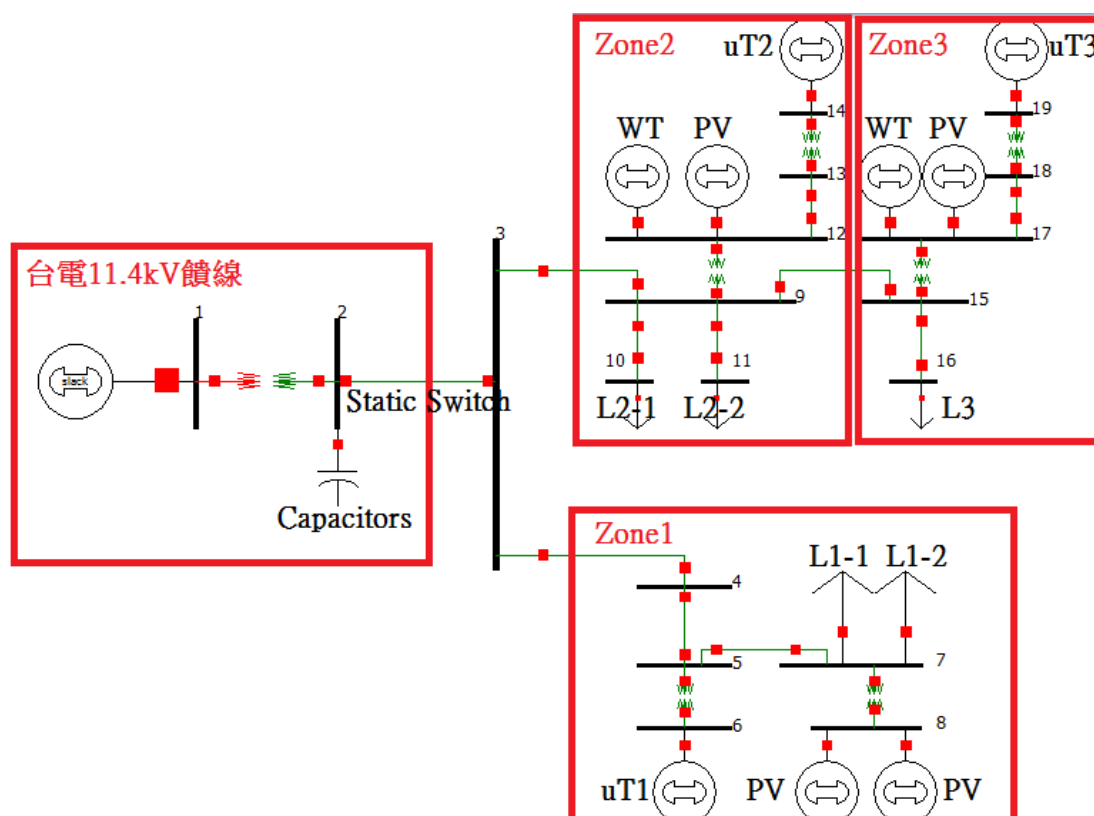 Zone2
uT2
Zone3
uT3
14
19
WT
PV
WT
PV
13
18
3
12
17
台電11.4kV饋線
1
2
9
15
slack
10
11
16
Static Switch
L2-1
L2-2
L3
Capacitors
Zone1
L1-1
L1-2
4
5
7
6
8
uT1
PV
PV